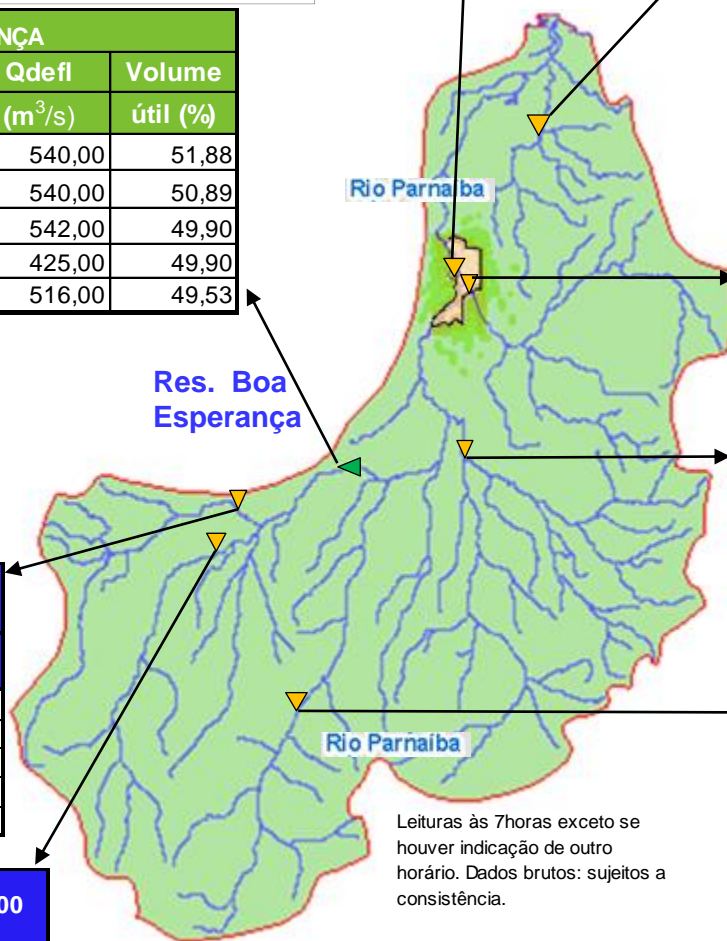 NÇA
Qdefl Volume
(m³/s) útil (%)
540,00 51,88
540,00 50,89
542,00 49,90
425,00 49,90
516,00 49,53
Rio Parnaíba
Res. Boa
Esperança
Rio Parnaíba
Leituras às 7horas exceto se
houver indicação de outro
horário. Dados brutos: sujeitos a
consistência.
00